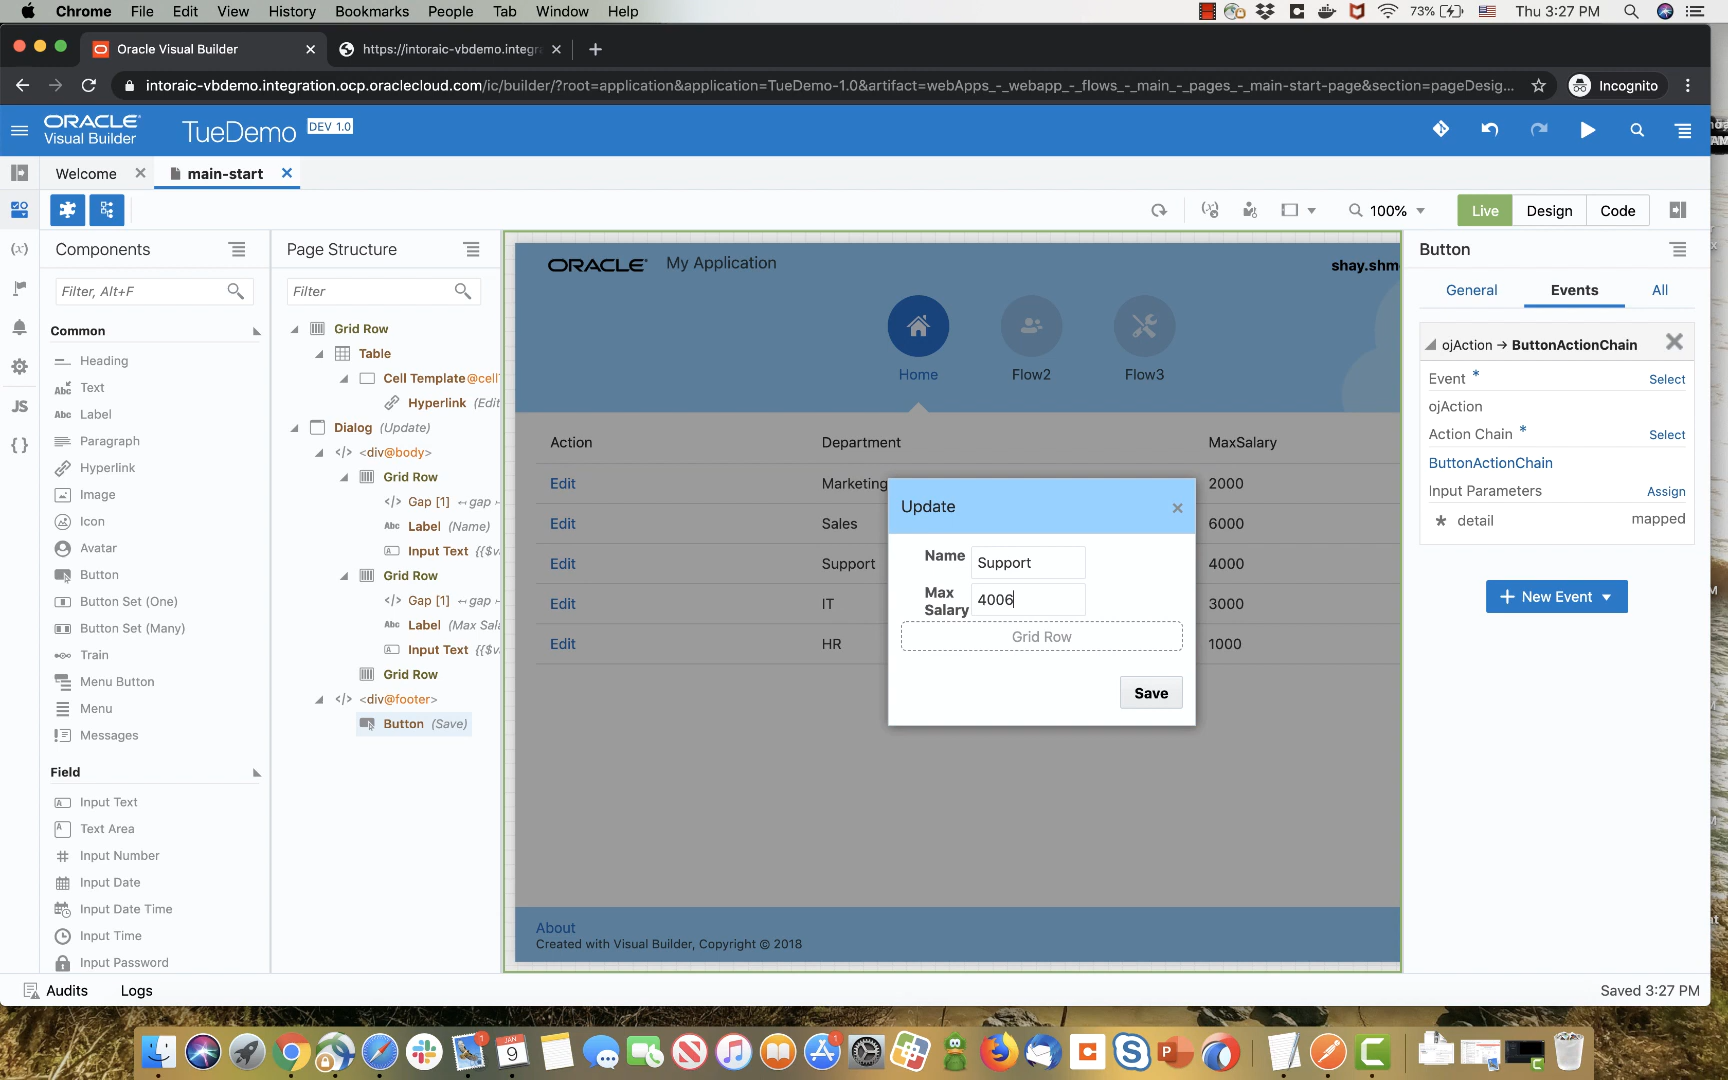 Chrome File Edit View History Bookmarks People Tab Window Help 73% Thu 3:27 PM
Oracle Visual Builder
https://intoraic-vbdemo.integr
intoraic-vbdemo.integration.ocp.oraclecloud.com/ic/builder/?root=application&application=TueDemo-1.0&artifact=webApps_-_webapp_-_flows_-_main_-_pages_-_main-start-page&section=pageDesig... Incognito
ORACLE
Visual Builder
TueDemo DEV 1.0
Welcome main-start
100% Live Design Code
Components
Filter, Alt+F
Common
Heading
Abc Text
Abc Label
Paragraph
Hyperlink
Image
Icon
Avatar
Button
Button Set (One)
Button Set (Many)
Train
Menu Button
Menu
Messages
Field
Input Text
Text Area
Input Number
Input Date
Input Date Time
Input Time
Input Password
(x)
JS
{ }
Page Structure
Filter
Grid Row
Table
Cell Template @cell
Hyperlink (Edit
Dialog (Update)
</> <div@body>
Grid Row
</> Gap [1] gap
Abc Label (Name)
Input Text {{$v
Grid Row
</> Gap [1] gap
Abc Label (Max Sala
Input Text {{$v
Grid Row
</> <div@footer>
Button (Save)
ORACLE My Application shay.shm
Home Flow2 Flow3
Action Department MaxSalary
Edit Marketing 2000
Edit Sales 6000
Edit Support 4000
Edit IT 3000
Edit HR 1000
Update
Name Support
Max Salary 4006
Grid Row
Save
About
Created with Visual Builder, Copyright © 2018
Button
General Events All
ojAction → ButtonActionChain
Event * Select
ojAction
Action Chain * Select
ButtonActionChain
Input Parameters Assign
* detail mapped
+ New Event
Audits Logs Saved 3:27 PM
JAN
9